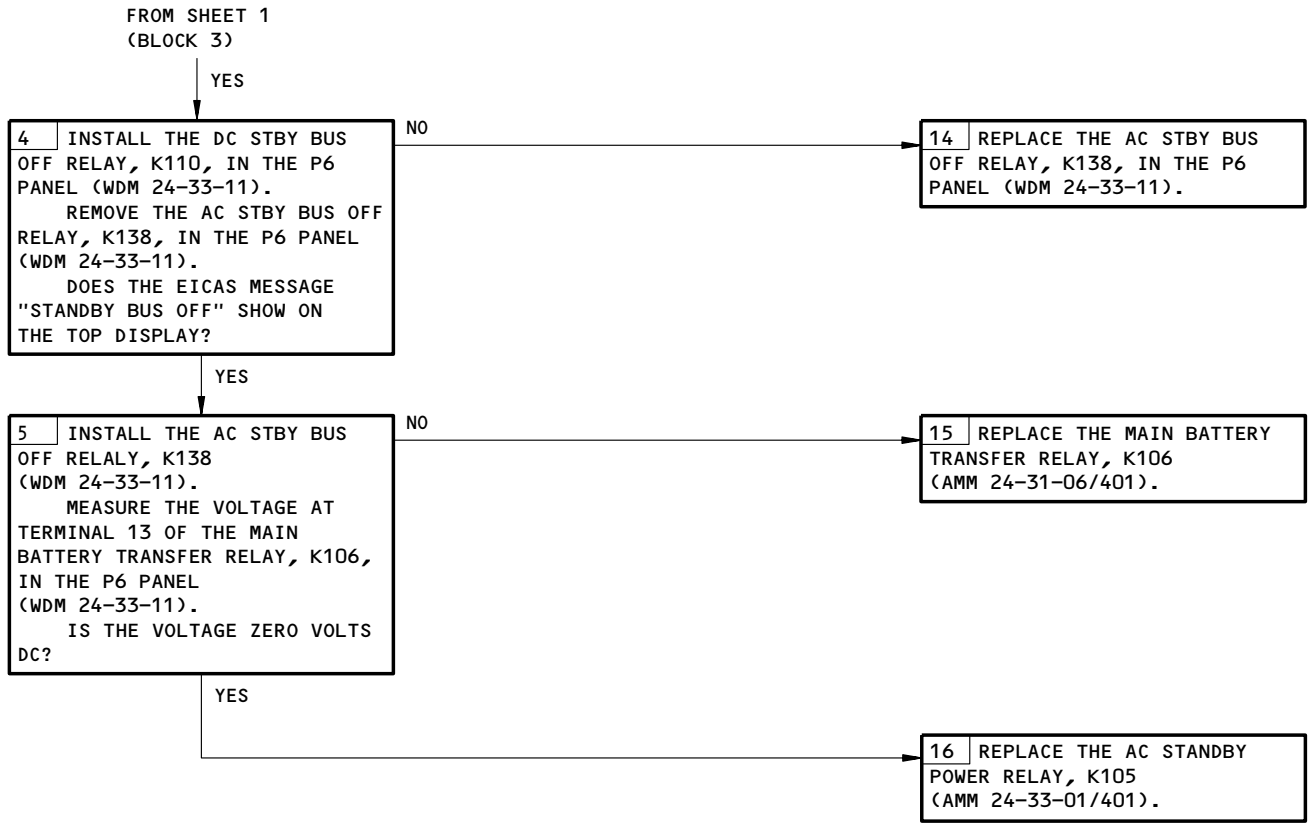 FROM SHEET 1
(BLOCK 3)
YES
4 INSTALL THE DC STBY BUS
OFF RELAY, K110, IN THE P6
PANEL (WDM 24-33-11).
REMOVE THE AC STBY BUS OFF
RELAY, K138, IN THE P6 PANEL
(WDM 24-33-11).
DOES THE EICAS MESSAGE
"STANDBY BUS OFF" SHOW ON
THE TOP DISPLAY?
NO
14 REPLACE THE AC STBY BUS
OFF RELAY, K138, IN THE P6
PANEL (WDM 24-33-11).
YES
5 INSTALL THE AC STBY BUS
OFF RELALY, K138
(WDM 24-33-11).
MEASURE THE VOLTAGE AT
TERMINAL 13 OF THE MAIN
BATTERY TRANSFER RELAY, K106,
IN THE P6 PANEL
(WDM 24-33-11).
IS THE VOLTAGE ZERO VOLTS
DC?
NO
15 REPLACE THE MAIN BATTERY
TRANSFER RELAY, K106
(AMM 24-31-06/401).
YES
16 REPLACE THE AC STANDBY
POWER RELAY, K105
(AMM 24-33-01/401).